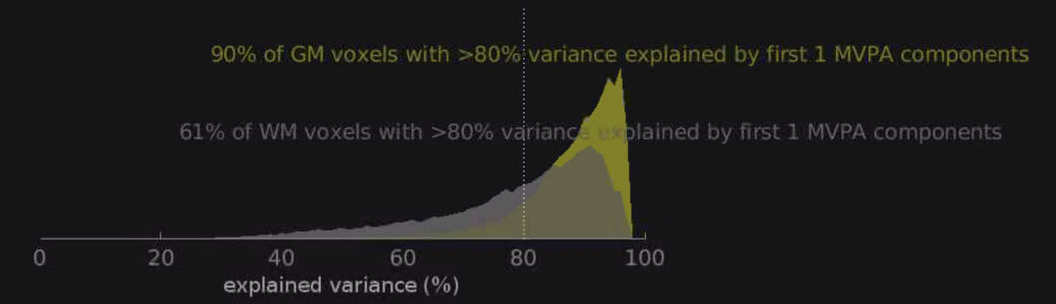 90% of GM voxels with >80% variance explained by first 1 MVPA components
61% of WM voxels with >80% variance explained by first 1 MVPA components
0 20 40 60 80 100
explained variance (%)